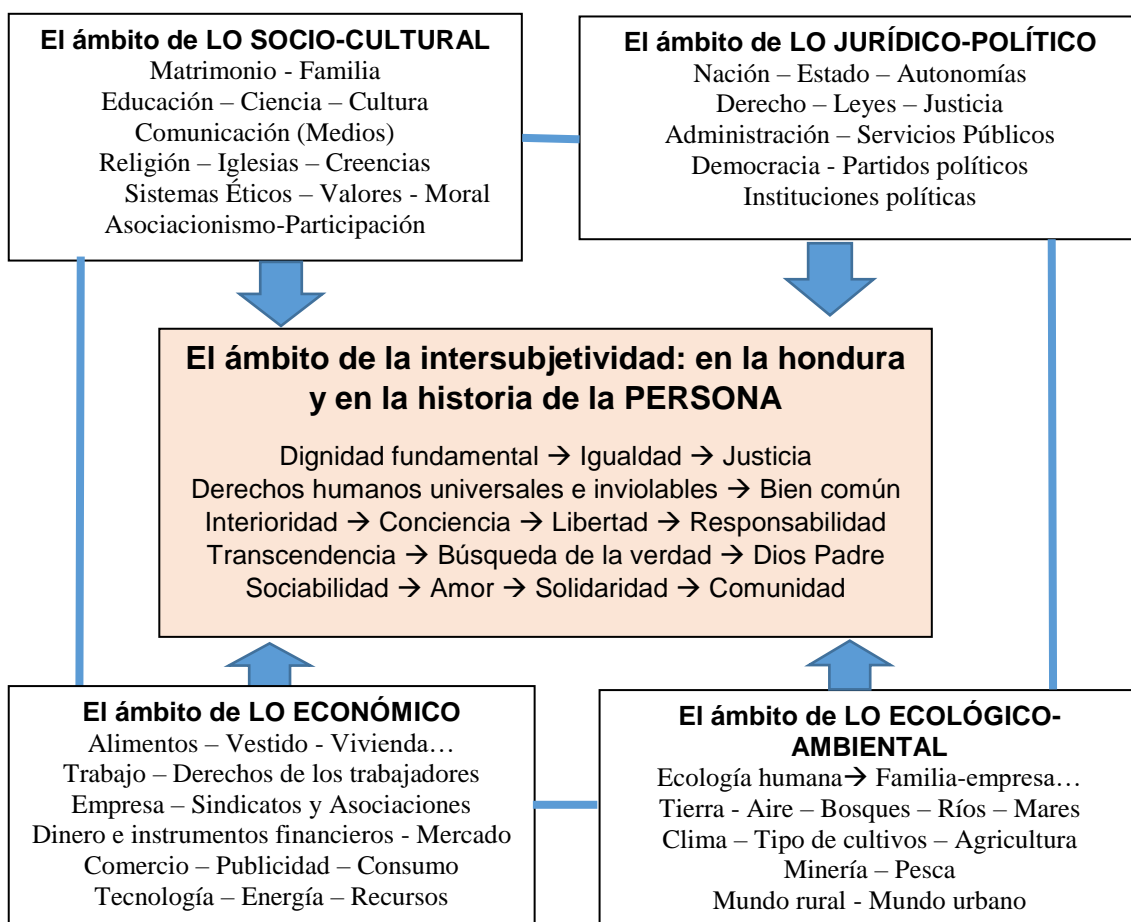 El ámbito de LO SOCIO-CULTURAL
Matrimonio - Familia
Educación – Ciencia – Cultura
Comunicación (Medios)
Religión – Iglesias – Creencias
Sistemas Éticos – Valores - Moral
Asociacionismo-Participación
El ámbito de LO JURÍDICO-POLÍTICO
Nación – Estado – Autonomías
Derecho – Leyes – Justicia
Administración – Servicios Públicos
Democracia - Partidos políticos
Instituciones políticas
El ámbito de la intersubjetividad: en la hondura
y en la historia de la PERSONA
Dignidad fundamental → Igualdad → Justicia
Derechos humanos universales e inviolables → Bien común
Interioridad → Conciencia → Libertad → Responsabilidad
Transcendencia → Búsqueda de la verdad → Dios Padre
Sociabilidad → Amor → Solidaridad → Comunidad
El ámbito de LO ECONÓMICO
Alimentos – Vestido - Vivienda…
Trabajo – Derechos de los trabajadores
Empresa – Sindicatos y Asociaciones
Dinero e instrumentos financieros - Mercado
Comercio – Publicidad – Consumo
Tecnología – Energía – Recursos
El ámbito de LO ECOLÓGICO-
AMBIENTAL
Ecología humana→ Familia-empresa…
Tierra - Aire – Bosques – Ríos – Mares
Clima – Tipo de cultivos – Agricultura
Minería – Pesca
Mundo rural - Mundo urbano